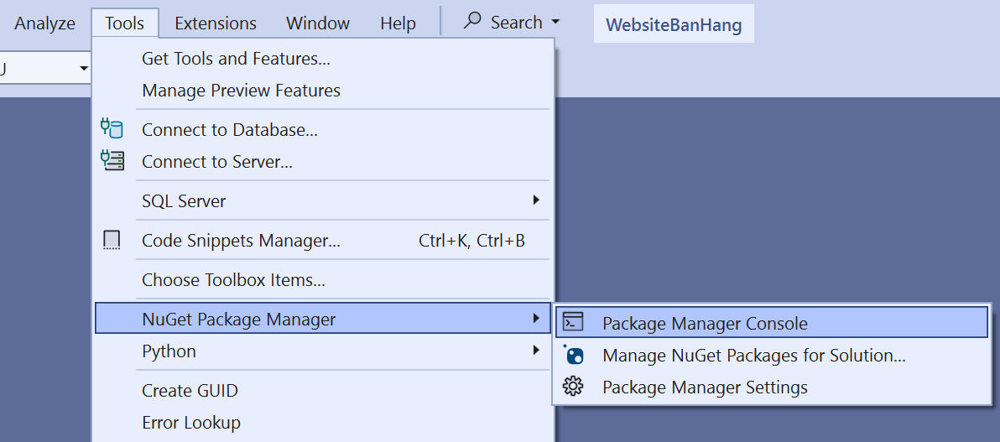 Analyze Tools Extensions Window Help Search WebsiteBanHang
Get Tools and Features...
Manage Preview Features
Connect to Database...
Connect to Server...
SQL Server
Code Snippets Manager... Ctrl+K, Ctrl+B
Choose Toolbox Items...
NuGet Package Manager
Package Manager Console
Python
Manage NuGet Packages for Solution...
Package Manager Settings
Create GUID
Error Lookup